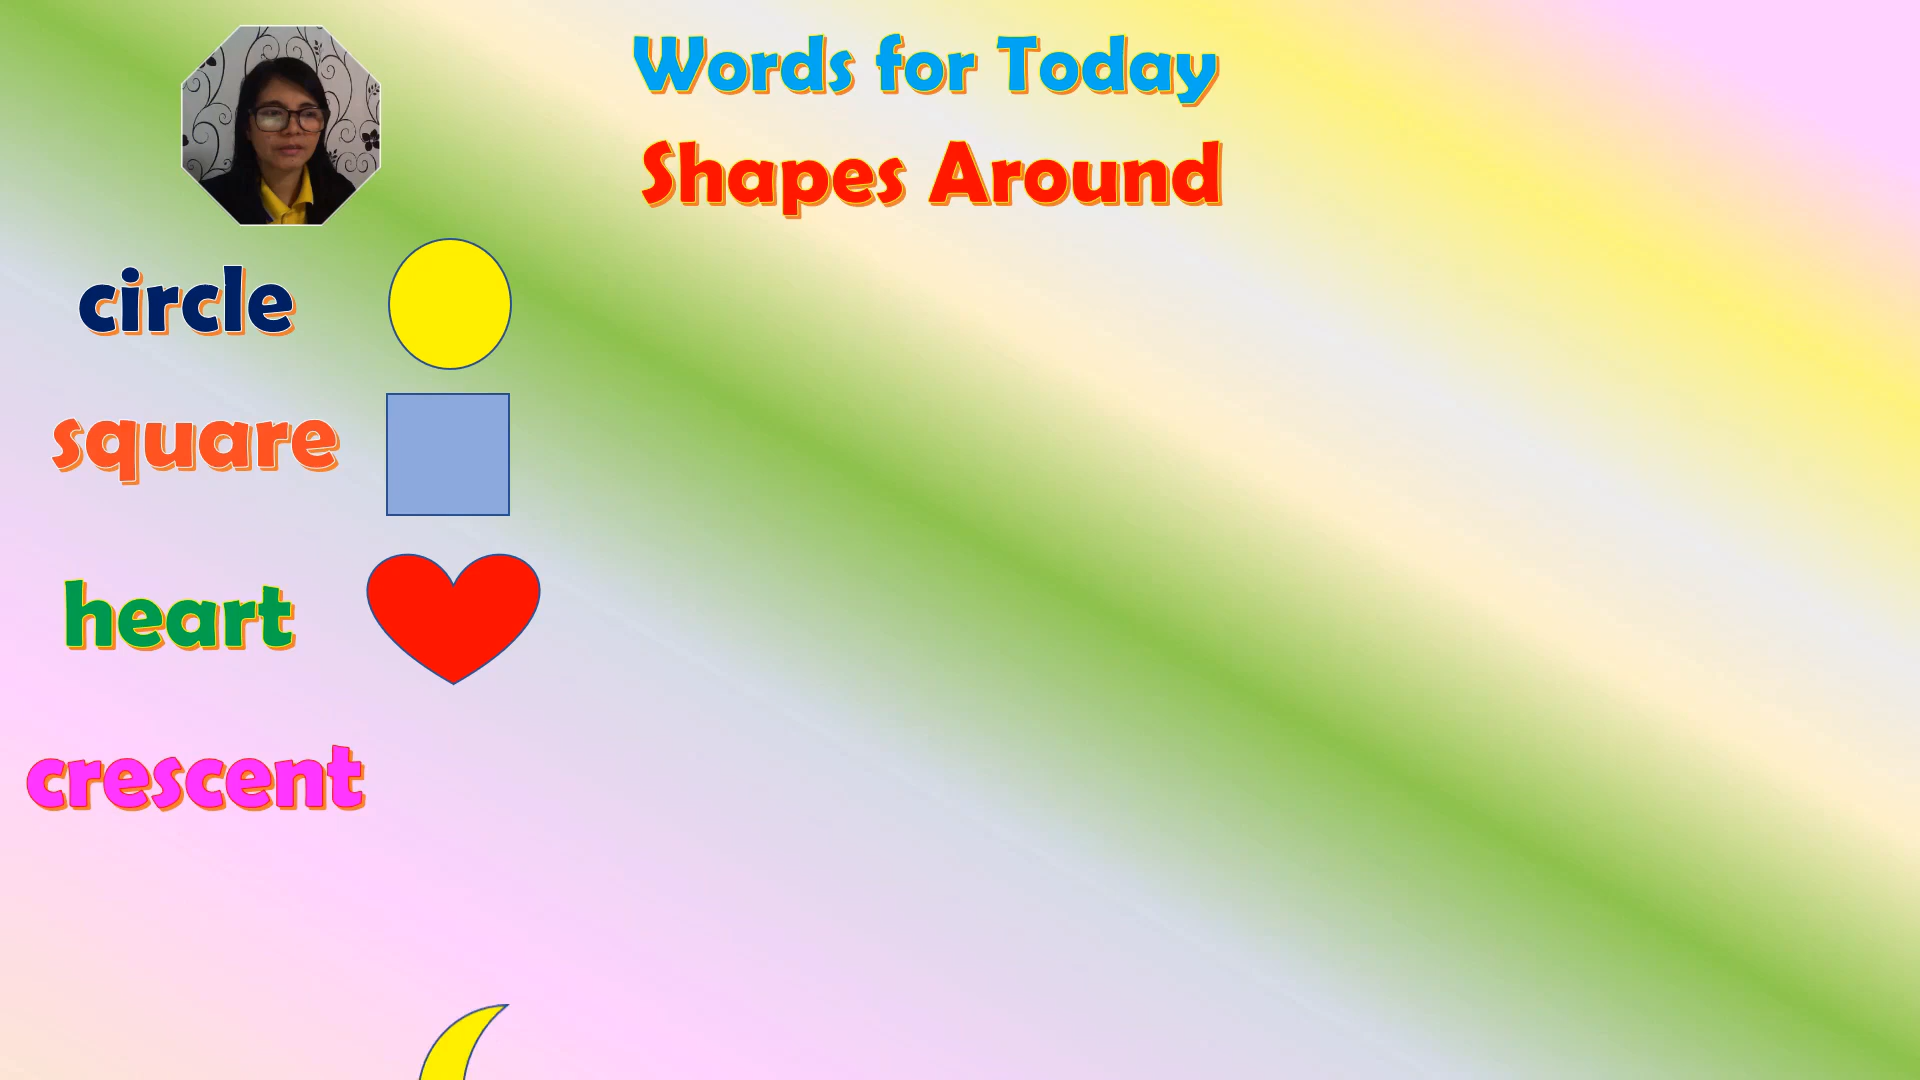 Words for Today
Shapes Around
circle
square
heart
crescent